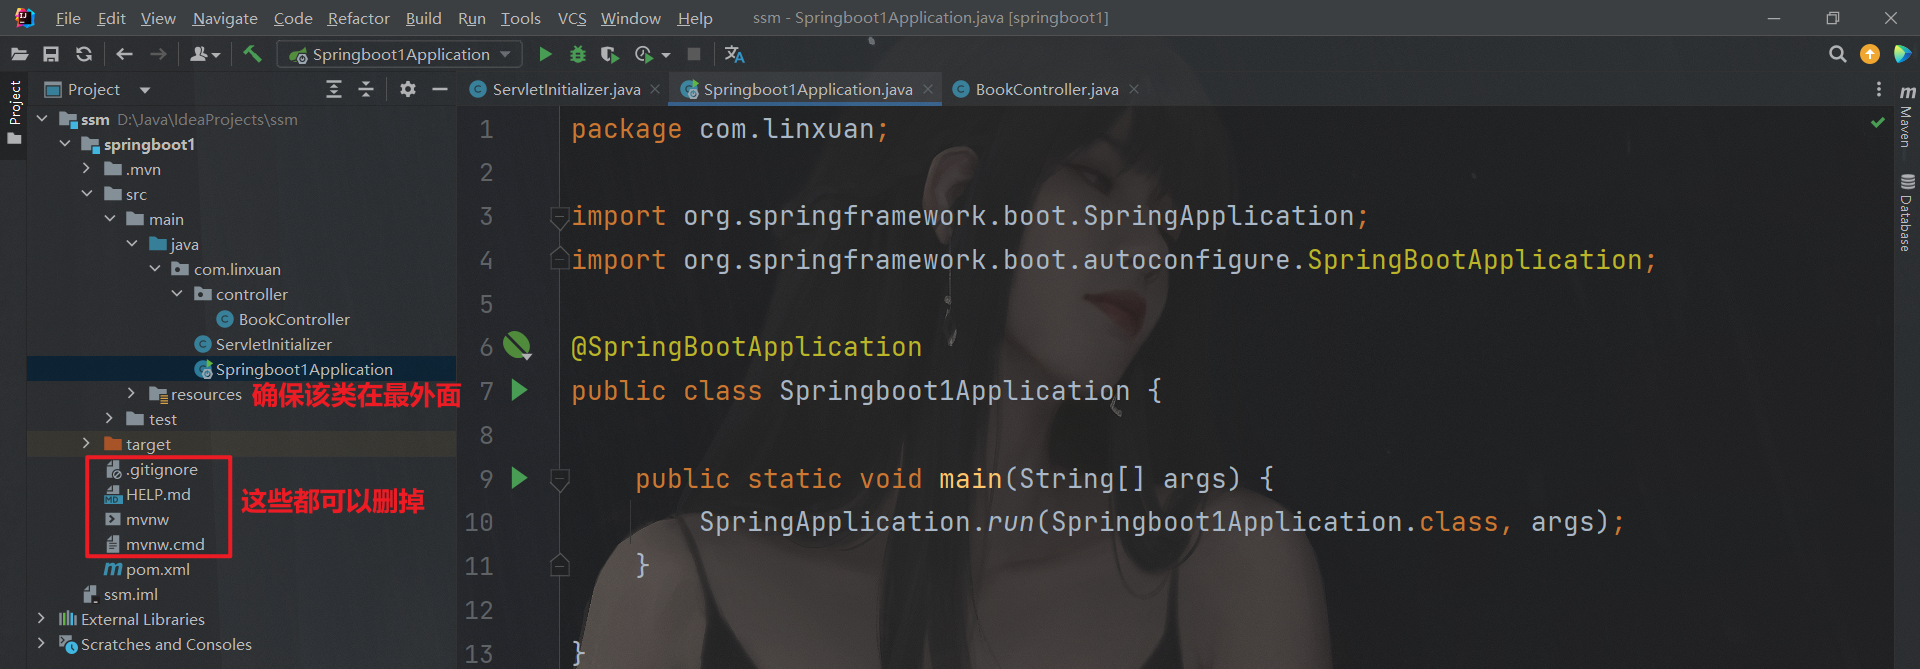 File Edit View Navigate Code Refactor Build Run Tools VCS Window Help ssm - Springboot1Application.java [springboot1]
Springboot1Application
Project
Project
ServletInitializer.java
Springboot1Application.java
BookController.java
ssm D:\Java\IdeaProjects\ssm
springboot1
.mvn
src
main
java
com.linxuan
controller
BookController
ServletInitializer
Springboot1Application
resources 确保该类在最外面
test
target
.gitignore
HELP.md
这些都可以删掉
mvnw
mvnw.cmd
pom.xml
ssm.iml
External Libraries
Scratches and Consoles
1 package com.linxuan;
2
3 import org.springframework.boot.SpringApplication;
4 import org.springframework.boot.autoconfigure.SpringBootApplication;
5
6 @SpringBootApplication
7 public class Springboot1Application {
8
9 public static void main(String[] args) {
10 SpringApplication.run(Springboot1Application.class, args);
11 }
12
13 }
Maven
Database